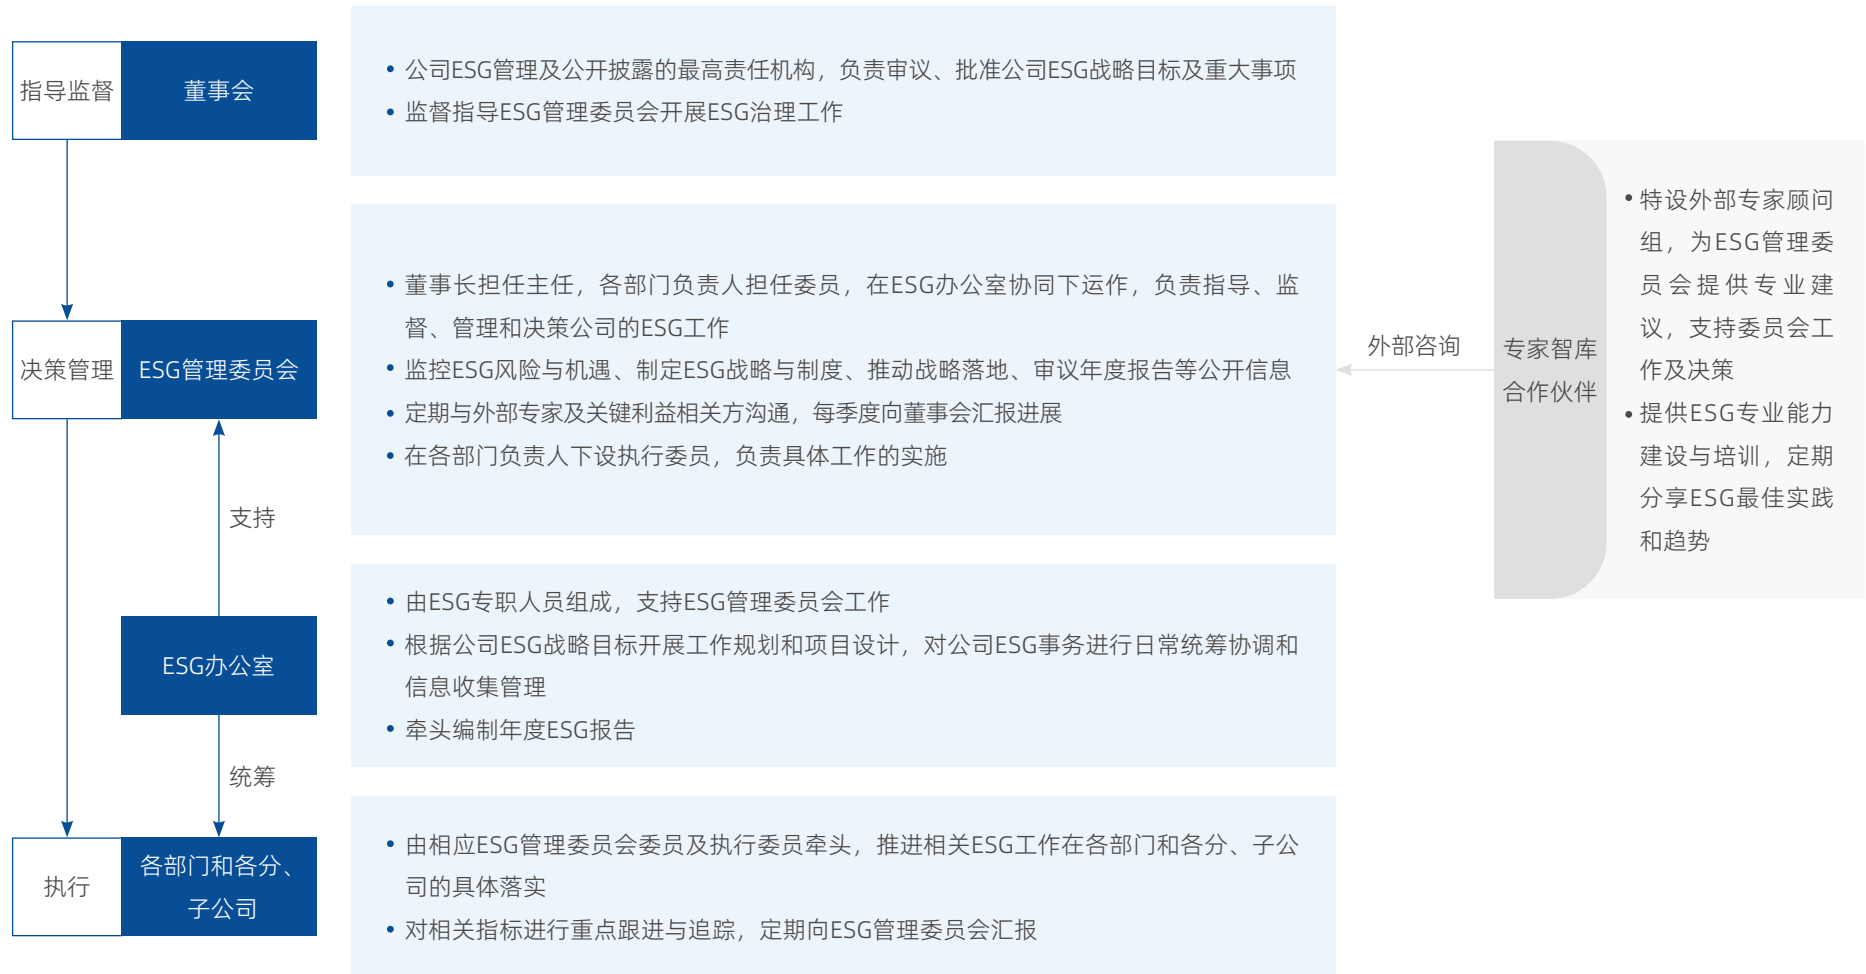 指导监督
董事会
• 公司ESG管理及公开披露的最高责任机构，负责审议、批准公司ESG战略目标及重大事项
• 监督指导ESG管理委员会开展ESG治理工作
决策管理
ESG管理委员会
• 董事长担任主任，各部门负责人担任委员，在ESG办公室协同下运作，负责指导、监
督、管理和决策公司的ESG工作
• 监控ESG风险与机遇、制定ESG战略与制度、推动战略落地、审议年度报告等公开信息
• 定期与外部专家及关键利益相关方沟通，每季度向董事会汇报进展
• 在各部门负责人下设执行委员，负责具体工作的实施
外部咨询
专家智库
合作伙伴
• 特设外部专家顾问
组，为ESG管理委
员会提供专业建
议，支持委员会工
作及决策
• 提供ESG专业能力
建设与培训，定期
分享ESG最佳实践
和趋势
支持
ESG办公室
• 由ESG专职人员组成，支持ESG管理委员会工作
• 根据公司ESG战略目标开展工作规划和项目设计，对公司ESG事务进行日常统筹协调和
信息收集管理
• 牵头编制年度ESG报告
统筹
执行
各部门和各分、
子公司
• 由相应ESG管理委员会委员及执行委员牵头，推进相关ESG工作在各部门和各分、子公
司的具体落实
• 对相关指标进行重点跟进与追踪，定期向ESG管理委员会汇报